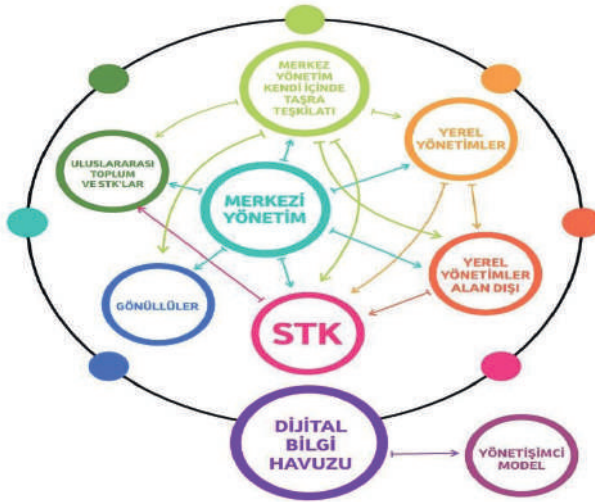 MERKEZ
YÖNETİM
KENDİ İÇİNDE
TAŞRA
TEŞKİLATI
YEREL
YÖNETİMLER
ULUSLARARASI
TOPLUM
VE STK'LAR
MERKEZİ
YÖNETİM
YEREL
YÖNETİMLER
ALAN DIŞI
GÖNÜLLÜLER
STK
DİJİTAL
BİLGİ
HAVUZU
YÖNETİŞİMCİ
MODEL